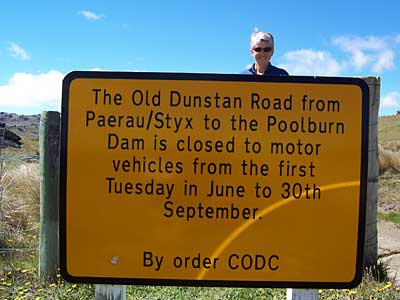 The Old Dunstan Road from
Paerau/Styx to the Poolburn
Dam is closed to motor
vehicles from the first
Tuesday in June to 30th
September.
By order CODC